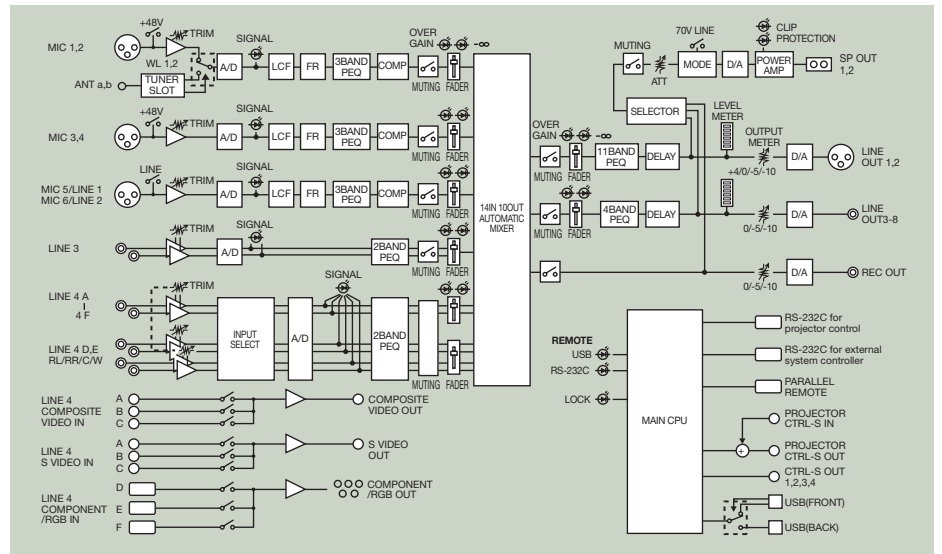 +48V
MIC 1,2
TRIM
WL 1,2
ANT a,b
TUNER
SLOT
A/D
SIGNAL
LCF
FR
3BAND
PEQ
COMP
OVER
GAIN
-∞
MUTING
FADER
MIC 3,4
+48V
TRIM
A/D
SIGNAL
LCF
FR
3BAND
PEQ
COMP
MUTING
FADER
MIC 5/LINE 1
MIC 6/LINE 2
LINE
TRIM
A/D
SIGNAL
LCF
FR
3BAND
PEQ
COMP
MUTING
FADER
LINE 3
TRIM
A/D
SIGNAL
2BAND
PEQ
MUTING
FADER
LINE 4 A
4 F
TRIM
LINE 4 D,E
RL/RR/C/W
INPUT
SELECT
A/D
SIGNAL
2BAND
PEQ
MUTING
FADER
14IN 10OUT
AUTOMATIC
MIXER
MUTING
ATT
70V LINE
MODE
D/A
POWER
AMP
CLIP
PROTECTION
SP OUT
1,2
SELECTOR
OVER
GAIN
-∞
MUTING
FADER
11BAND
PEQ
DELAY
LEVEL
METER
OUTPUT
METER
+4/0/-5/-10
D/A
LINE
OUT 1,2
MUTING
FADER
4BAND
PEQ
DELAY
0/-5/-10
D/A
LINE
OUT3-8
0/-5/-10
D/A
REC OUT
LINE 4
COMPOSITE
VIDEO IN
A
B
C
COMPOSITE
VIDEO OUT
LINE 4
S VIDEO IN
A
B
C
S VIDEO
OUT
LINE 4
COMPONENT
/RGB IN
D
E
F
COMPONENT
/RGB OUT
REMOTE
USB
RS-232C
LOCK
MAIN CPU
RS-232C for
projector control
RS-232C for external
system controller
PARALLEL
REMOTE
PROJECTOR
CTRL-S IN
+
PROJECTOR
CTRL-S OUT
CTRL-S OUT
1,2,3,4
USB(FRONT)
USB(BACK)